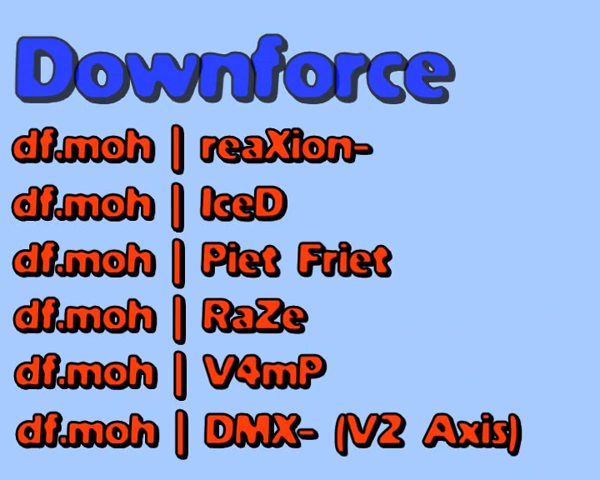 Downforce
df.moh | reaXion-
df.moh | IceD
df.moh | Piet Friet
df.moh | RaZe
df.moh | V4mP
df.moh | DMX- (V2 Axis)